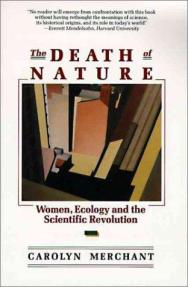 "No reader will emerge from confrontation with this book
without having rethought the meanings of science,
its historical origins, and its role in today's world!"
—Everett Mendelsohn, Harvard University
The DEATH of
NATURE
Women, Ecology and the
Scientific Revolution
CAROLYN MERCHANT